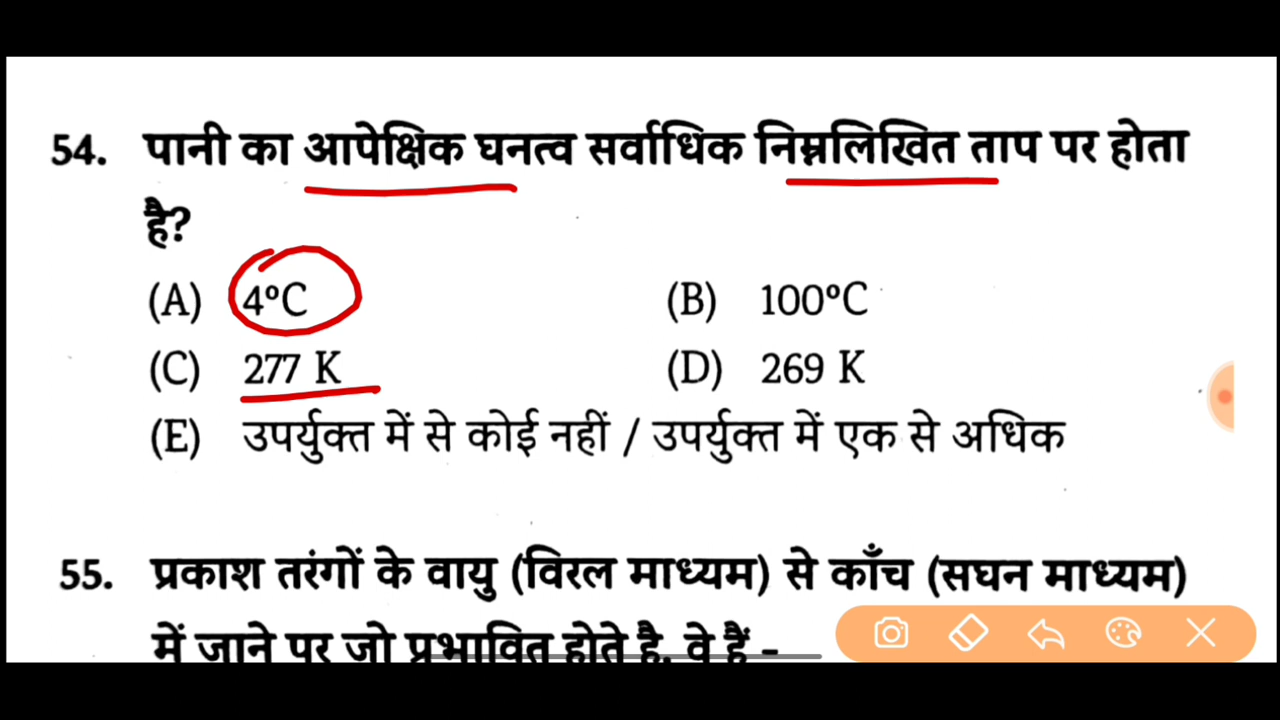 54. पानी का आपेक्षिक घनत्व सर्वाधिक निम्नलिखित ताप पर होता
है?
(A) 4°C (B) 100°C
(C) 277 K (D) 269 K
(E) उपर्युक्त में से कोई नहीं / उपर्युक्त में एक से अधिक
55. प्रकाश तरंगों के वायु (विरल माध्यम) से काँच (सघन माध्यम)
में जाने पर जो प्रभावित होते है, वे हैं -